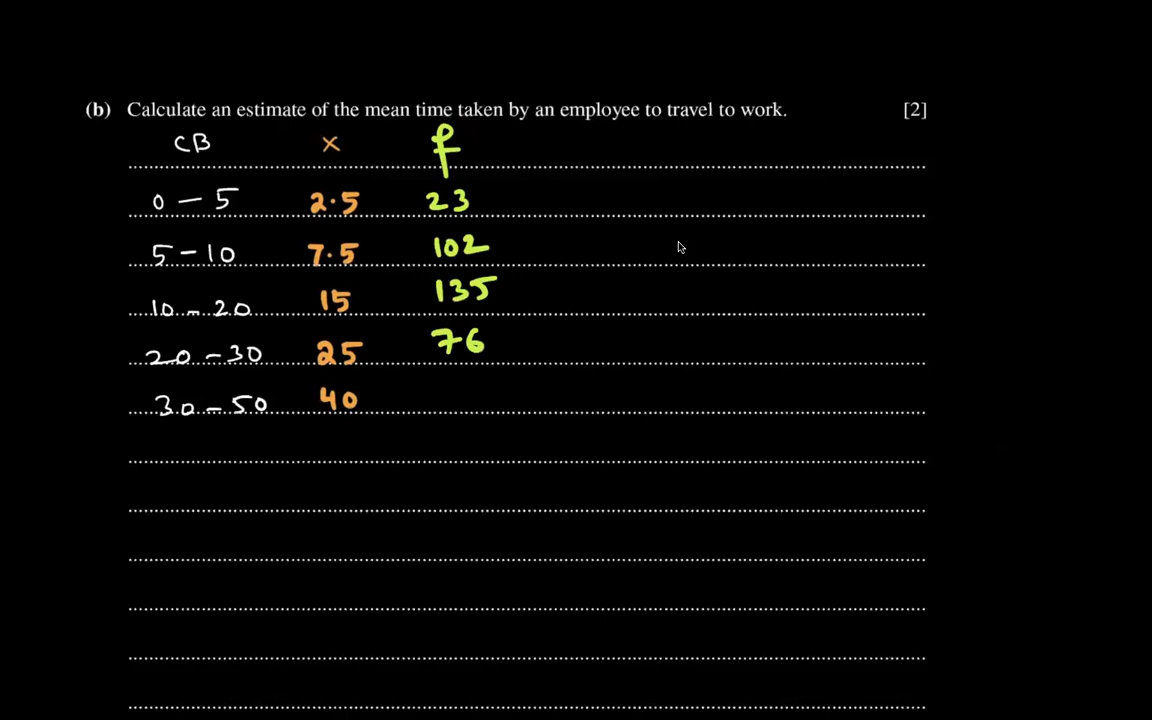 (b) Calculate an estimate of the mean time taken by an employee to travel to work. [2]
CB x f
0 - 5 2.5 23
5 - 10 7.5 102
10 - 20 15 135
20 - 30 25 76
30 - 50 40